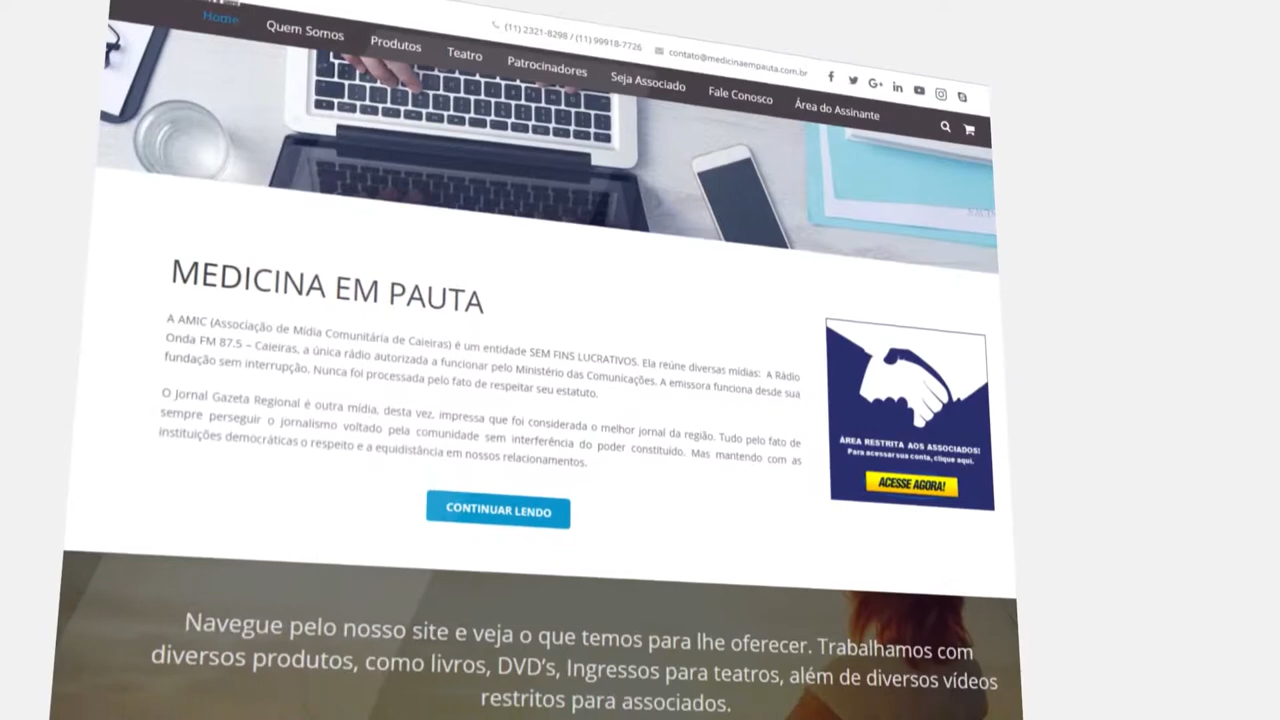 (11) 2321-8298 / (11) 99918-7726
contato@medicinaempauta.com.br
Home
Quem Somos
Produtos
Teatro
Patrocinadores
Seja Associado
Fale Conosco
Área do Assinante
MEDICINA EM PAUTA
A AMIC (Associação de Mídia Comunitária de Caieiras) é um entidade SEM FINS LUCRATIVOS. Ela reúne diversas mídias: A Rádio
Onda FM 87.5 – Caieiras, a única rádio autorizada a funcionar pelo Ministério das Comunicações. A emissora funciona desde sua
fundação sem interrupção. Nunca foi processada pelo fato de respeitar seu estatuto.
O Jornal Gazeta Regional é outra mídia, desta vez, impressa que foi considerada o melhor jornal da região. Tudo pelo fato de
sempre perseguir o jornalismo voltado pela comunidade sem interferência do poder constituído. Mas mantendo com as
instituições democráticas o respeito e a equidistância em nossos relacionamentos.
CONTINUAR LENDO
ÁREA RESTRITA AOS ASSOCIADOS!
Para acessar sua conta, clique aqui.
ACESSE AGORA!
Navegue pelo nosso site e veja o que temos para lhe oferecer. Trabalhamos com
diversos produtos, como livros, DVD's, Ingressos para teatros, além de diversos vídeos
restritos para associados.